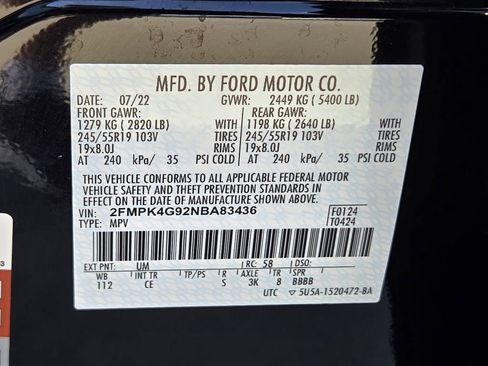 MFD. BY FORD MOTOR CO.
DATE: 07/22 GVWR: 2449 KG ( 5400 LB)
FRONT GAWR: REAR GAWR:
1279 KG ( 2820 LB) WITH 1198 KG ( 2640 LB) WITH
245/55R19 103V TIRES 245/55R19 103V TIRES
19x8.0J RIMS 19x8.0J RIMS
AT 240 kPa/ 35 PSI COLD AT 240 kPa/ 35 PSI COLD
THIS VEHICLE CONFORMS TO ALL APPLICABLE FEDERAL MOTOR
VEHICLE SAFETY AND THEFT PREVENTION STANDARDS IN
EFFECT ON THE DATE OF MANUFACTURE SHOWN ABOVE.
VIN: 2FMPK4G92NBA83436 F0124
TYPE: MPV T0424
EXT PNT: UM RC: 58
WB INT TR TP/PS R AXLE TR SPR
112 CE S 3K 8 BBBB
UTC 5U5A-1520472-BA